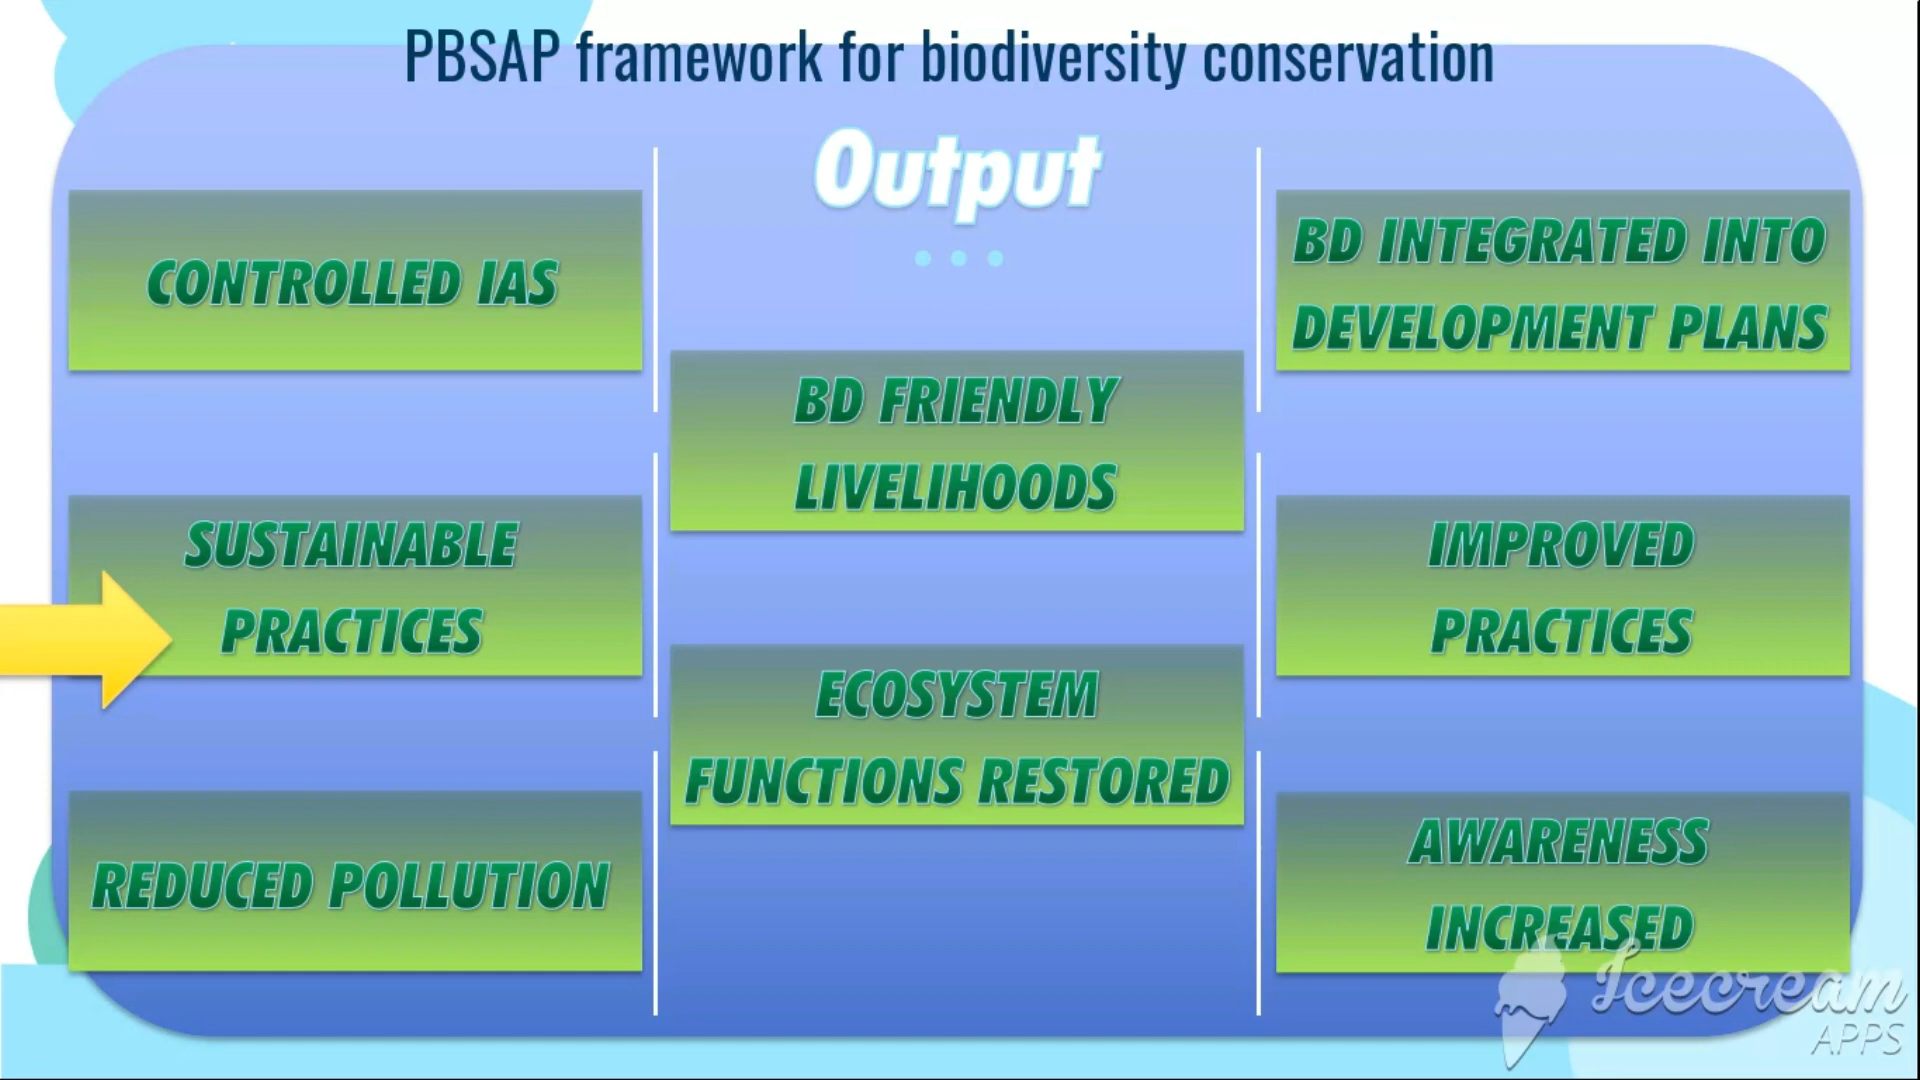 PBSAP framework for biodiversity conservation
Output
CONTROLLED IAS
SUSTAINABLE
PRACTICES
REDUCED POLLUTION
BD FRIENDLY
LIVELIHOODS
ECOSYSTEM
FUNCTIONS RESTORED
BD INTEGRATED INTO
DEVELOPMENT PLANS
IMPROVED
PRACTICES
AWARENESS
INCREASED
Icecream
APPS